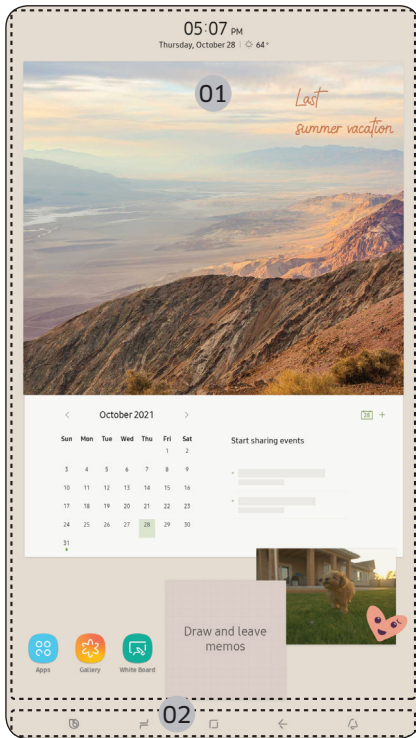 05:07 PM
Thursday, October 28 | 64°
01
Last
summer vacation
< October 2021 >
28 +
Sun Mon Tue Wed Thu Fri Sat
1 2
3 4 5 6 7 8 9
10 11 12 13 14 15 16
17 18 19 20 21 22 23
24 25 26 27 28 29 30
31
Start sharing events
Draw and leave
memos
Apps Gallery White Board
02